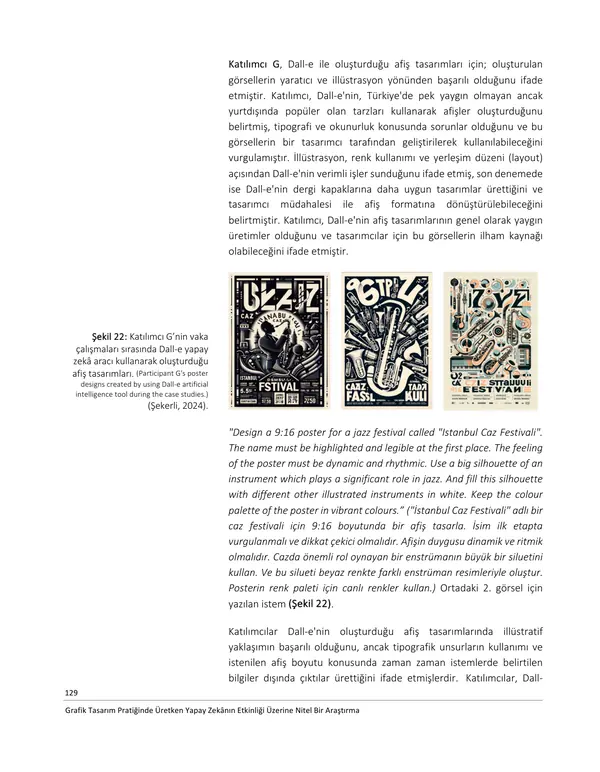 Katılımcı G, Dall-e ile oluşturduğu afiş tasarımları için; oluşturulan
görsellerin yaratıcı ve illüstrasyon yönünden başarılı olduğunu ifade
etmiştir. Katılımcı, Dall-e'nin, Türkiye'de pek yaygın olmayan ancak
yurtdışında popüler olan tarzları kullanarak afişler oluşturduğunu
belirtmiş, tipografi ve okunurluk konusunda sorunlar olduğunu ve bu
görsellerin bir tasarımcı tarafından geliştirilerek kullanılabileceğini
vurgulamıştır. İllüstrasyon, renk kullanımı ve yerleşim düzeni (layout)
açısından Dall-e'nin verimli işler sunduğunu ifade etmiş, son denemede
ise Dall-e'nin dergi kapaklarına daha uygun tasarımlar ürettiğini ve
tasarımcı müdahalesi ile afiş formatına dönüştürülebileceğini
belirtmiştir. Katılımcı, Dall-e'nin afiş tasarımlarının genel olarak yaygın
üretimler olduğunu ve tasarımcılar için bu görsellerin ilham kaynağı
olabileceğini ifade etmiştir.
Şekil 22: Katılımcı G'nin vaka
çalışmaları sırasında Dall-e yapay
zekâ aracı kullanarak oluşturduğu
afiş tasarımları. (Participant G's poster
designs created by using Dall-e artificial
intelligence tool during the case studies.)
(Şekerli, 2024).
CAZ
FSTIVAL
"Design a 9:16 poster for a jazz festival called "Istanbul Caz Festivali".
The name must be highlighted and legible at the first place. The feeling
of the poster must be dynamic and rhythmic. Use a big silhouette of an
instrument which plays a significant role in jazz. And fill this silhouette
with different other illustrated instruments in white. Keep the colour
palette of the poster in vibrant colours." ("İstanbul Caz Festivali" adlı bir
caz festivali için 9:16 boyutunda bir afiş tasarla. İsim ilk etapta
vurgulanmalı ve dikkat çekici olmalıdır. Afişin duygusu dinamik ve ritmik
olmalıdır. Cazda önemli rol oynayan bir enstrümanın büyük bir siluetini
kullan. Ve bu silueti beyaz renkte farklı enstrüman resimleriyle oluştur.
Posterin renk paleti için canlı renkler kullan.) Ortadaki 2. görsel için
yazılan istem (Şekil 22).
Katılımcılar Dall-e'nin oluşturduğu afiş tasarımlarında illüstratif
yaklaşımın başarılı olduğunu, ancak tipografik unsurların kullanımı ve
istenilen afiş boyutu konusunda zaman zaman istemlerde belirtilen
bilgiler dışında çıktılar ürettiğini ifade etmişlerdir. Katılımcılar, Dall-
129
Grafik Tasarım Pratiğinde Üretken Yapay Zekânın Etkinliği Üzerine Nitel Bir Araştırma